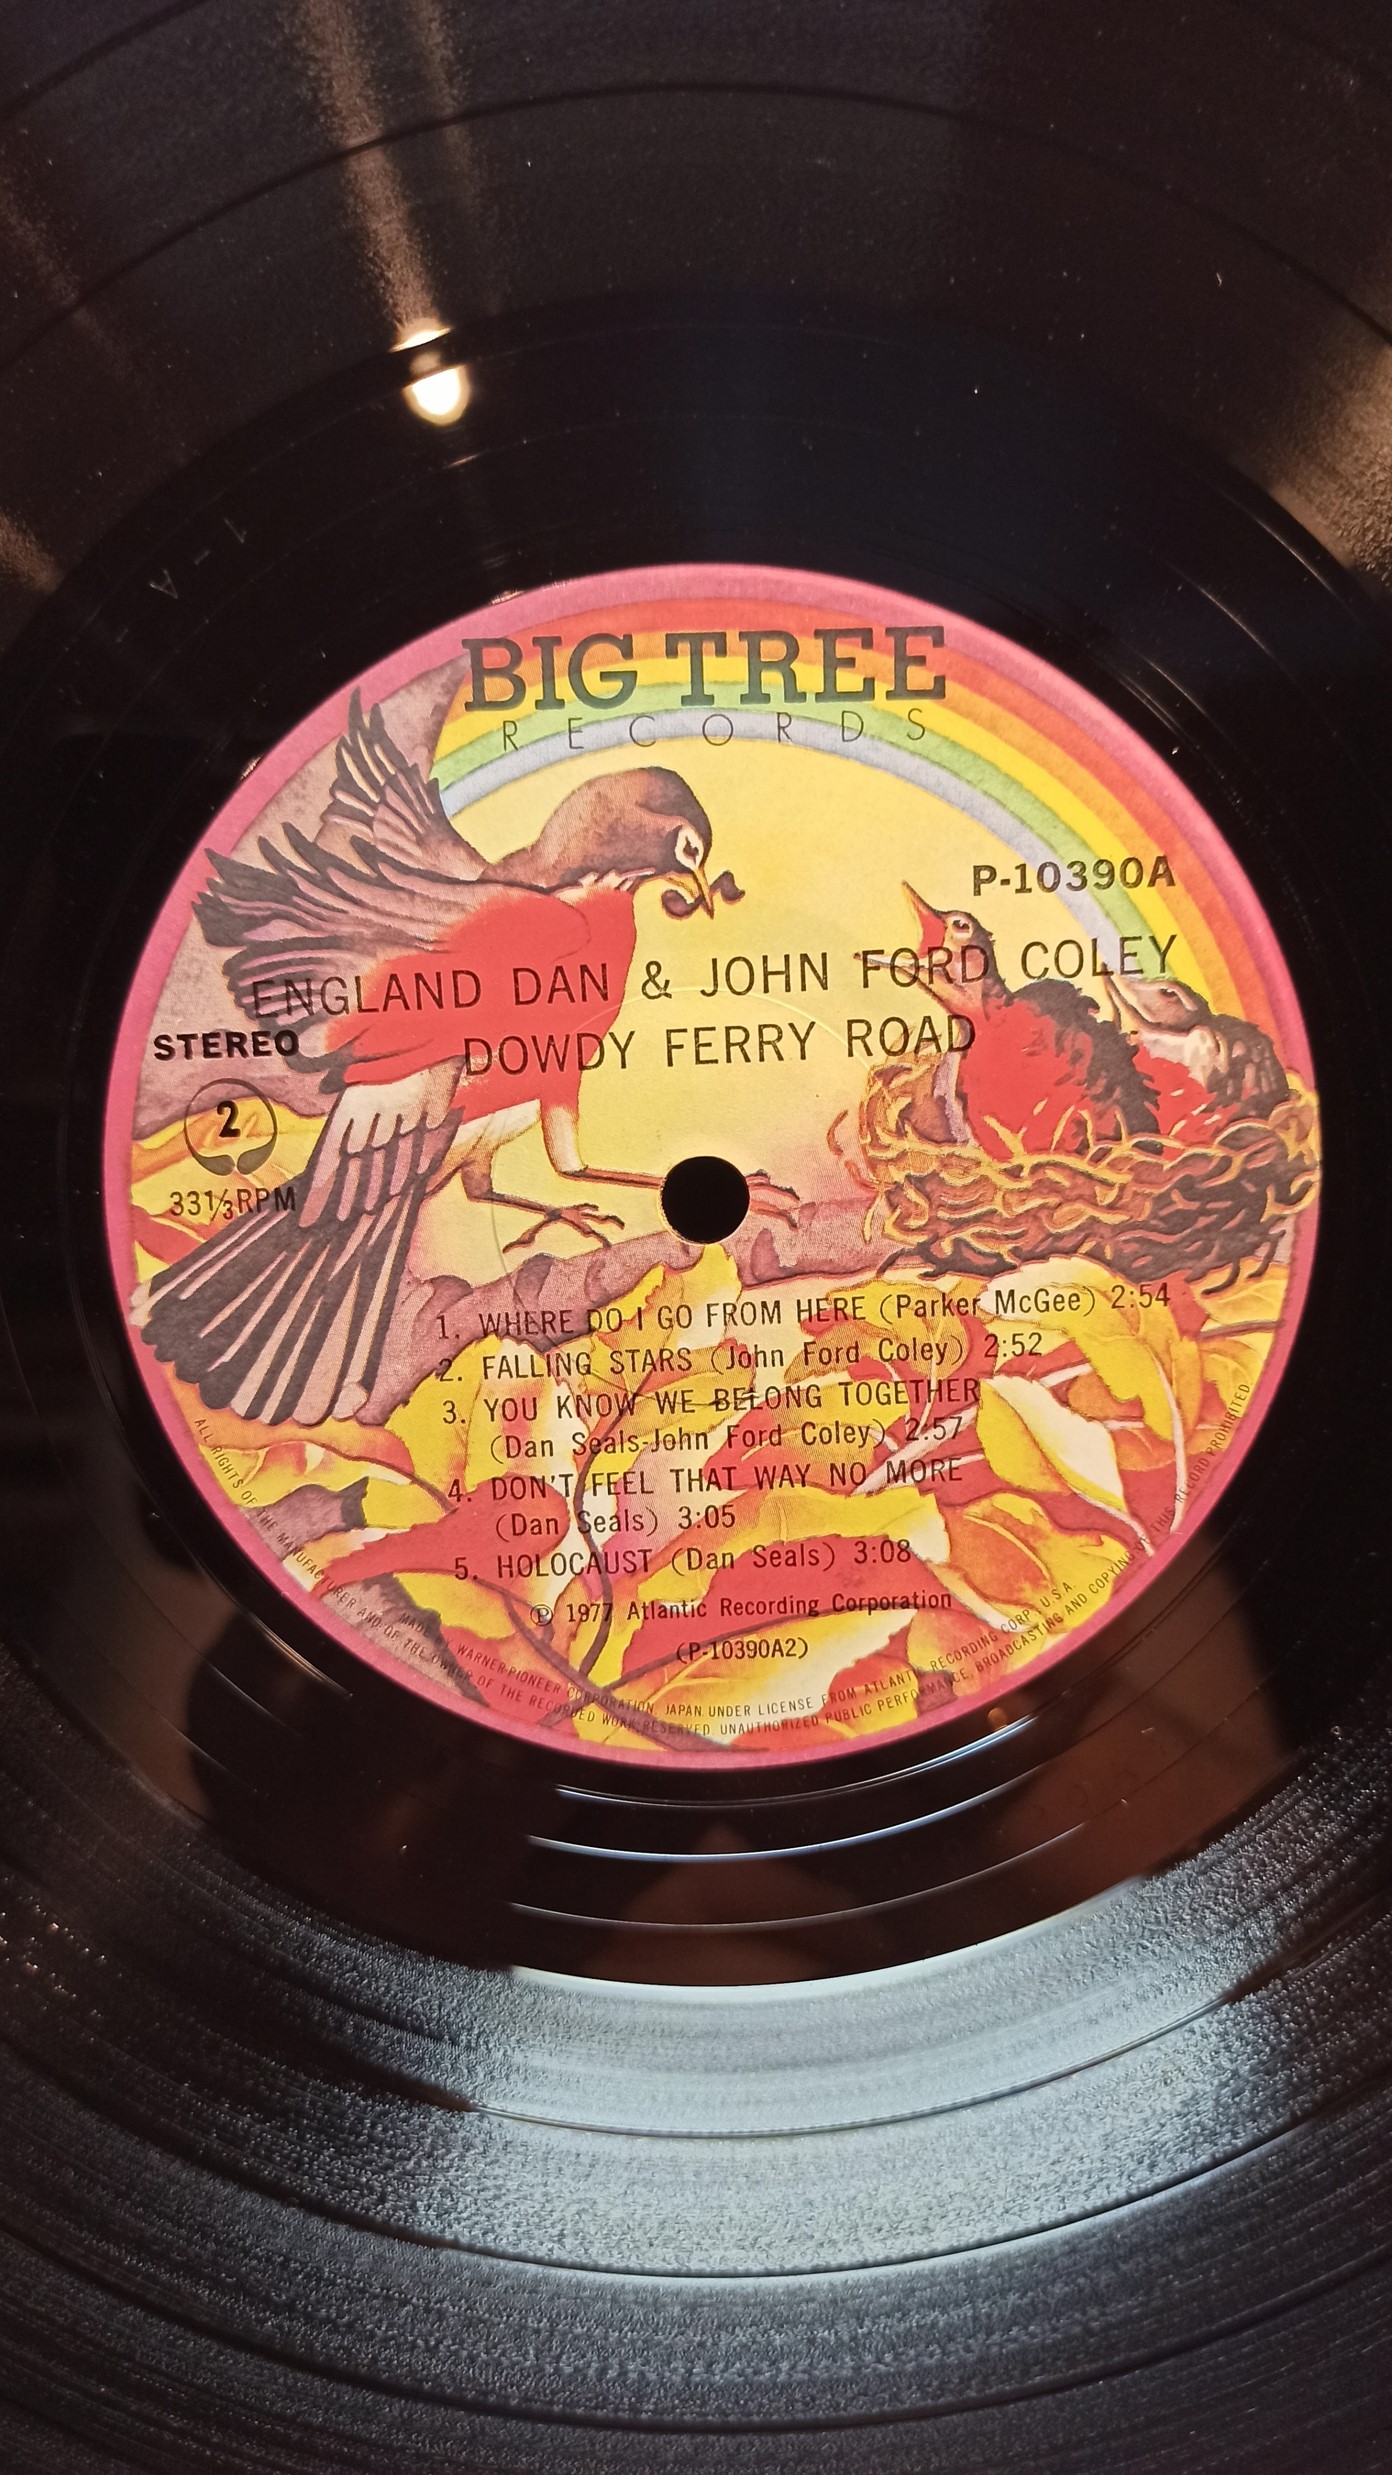 BIG TREE
RECORDS
P-10390A
ENGLAND DAN & JOHN FORD COLEY
DOWDY FERRY ROAD
STEREO
2
33⅓RPM
1. WHERE DO I GO FROM HERE (Parker McGee) 2:54
2. FALLING STARS (John Ford Coley) 2:52
3. YOU KNOW WE BELONG TOGETHER
(Dan Seals-John Ford Coley) 2:57
4. DON'T FEEL THAT WAY NO MORE
(Dan Seals) 3:05
5. HOLOCAUST (Dan Seals) 3:08
Ⓟ 1977 Atlantic Recording Corporation
(P-10390A2)
MADE BY WARNER-PIONEER CORPORATION, JAPAN UNDER LICENSE FROM ATLANTIC RECORDING CORP., U.S.A.
ALL RIGHTS OF THE MANUFACTURER AND OF THE OWNER OF THE RECORDED WORK RESERVED. UNAUTHORIZED PUBLIC PERFORMANCE, BROADCASTING AND COPYING OF THIS RECORD PROHIBITED